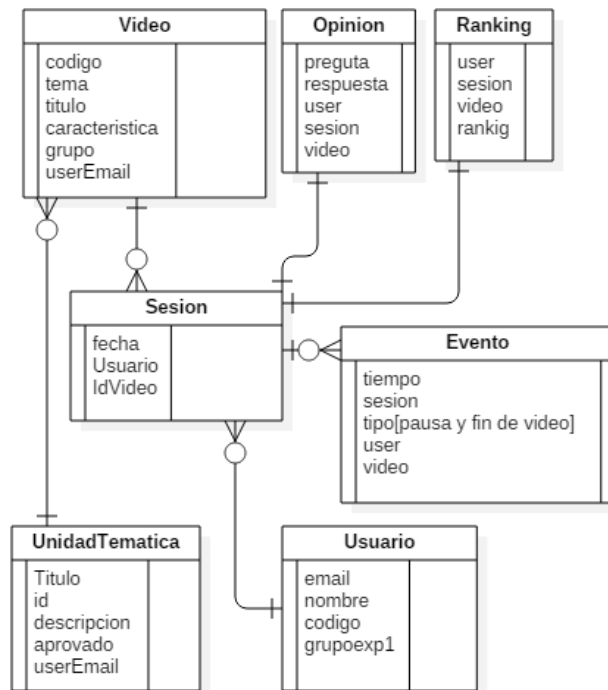 Video
codigo
tema
titulo
caracteristica
grupo
userEmail
Opinion
preguta
respuesta
user
sesion
video
Ranking
user
sesion
video
rankig
Sesion
fecha
Usuario
IdVideo
Evento
tiempo
sesion
tipo[pausa y fin de video]
user
video
UnidadTematica
Titulo
id
descripcion
aprovado
userEmail
Usuario
email
nombre
codigo
grupoexp1